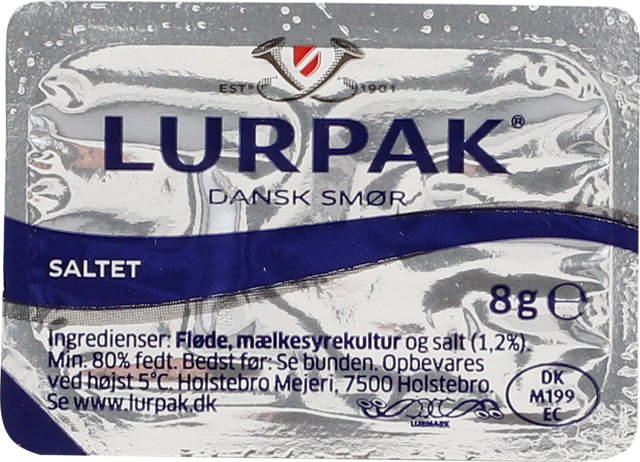 ESTD 1901
LURPAK®
DANSK SMØR
SALTET
8g ℮
Ingredienser: Fløde, mælkesyrekultur og salt (1,2%).
Min. 80% fedt. Bedst før: Se bunden. Opbevares
ved højst 5°C. Holstebro Mejeri, 7500 Holstebro.
Se www.lurpak.dk
LURMARK
DK
M199
EC